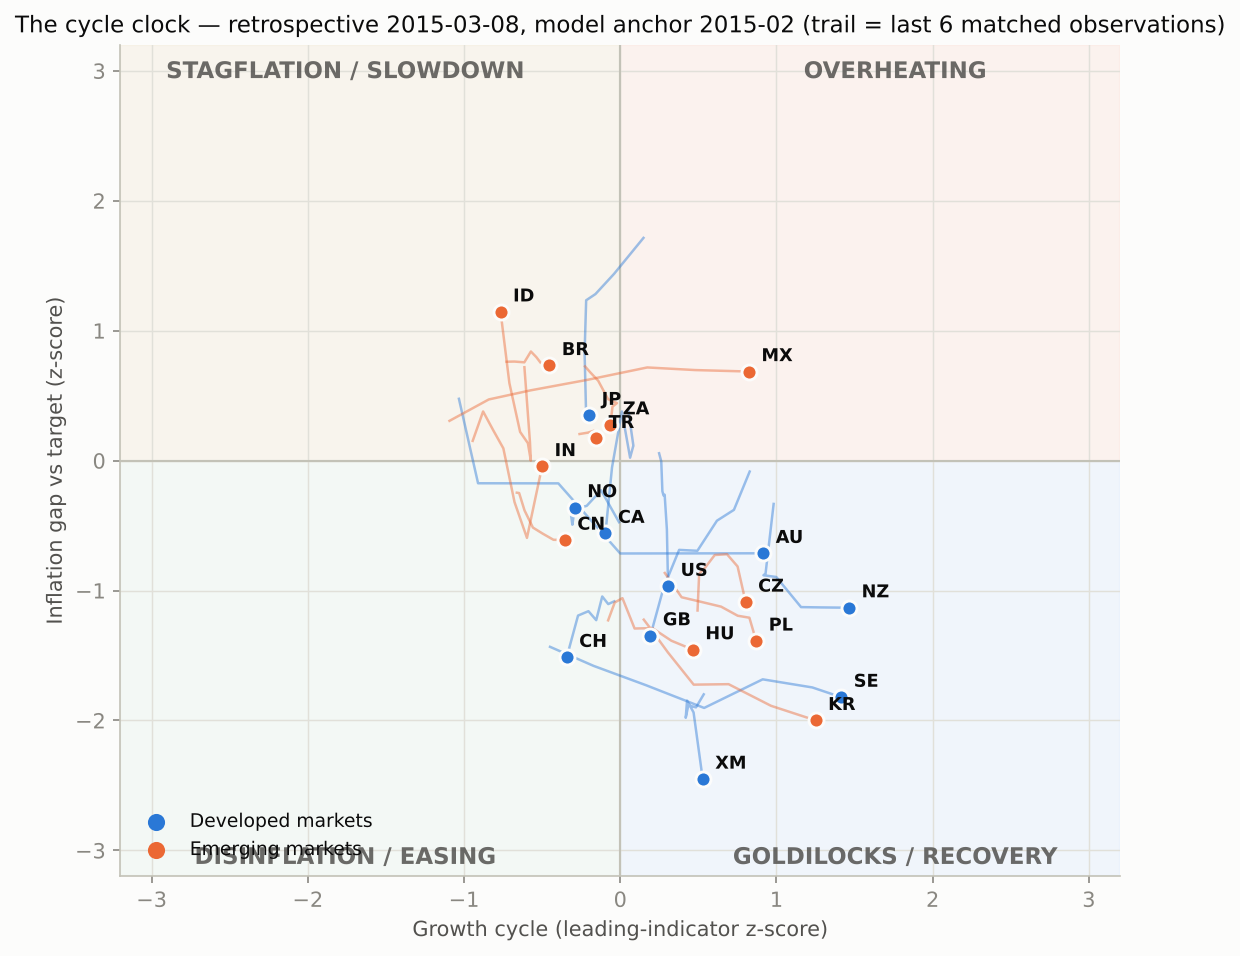 The cycle clock — retrospective 2015-03-08, model anchor 2015-02 (trail = last 6 matched observations)
STAGFLATION / SLOWDOWN
OVERHEATING
3
2
1
0
−1
−2
−3
Inflation gap vs target (z-score)
ID
BR
MX
JP
ZA
TR
IN
NO
CN
CA
AU
US
CZ
NZ
GB
HU
PL
CH
SE
KR
XM
Developed markets
Emerging markets
DISINFLATION / EASING
GOLDILOCKS / RECOVERY
−3
−2
−1
0
1
2
3
Growth cycle (leading-indicator z-score)